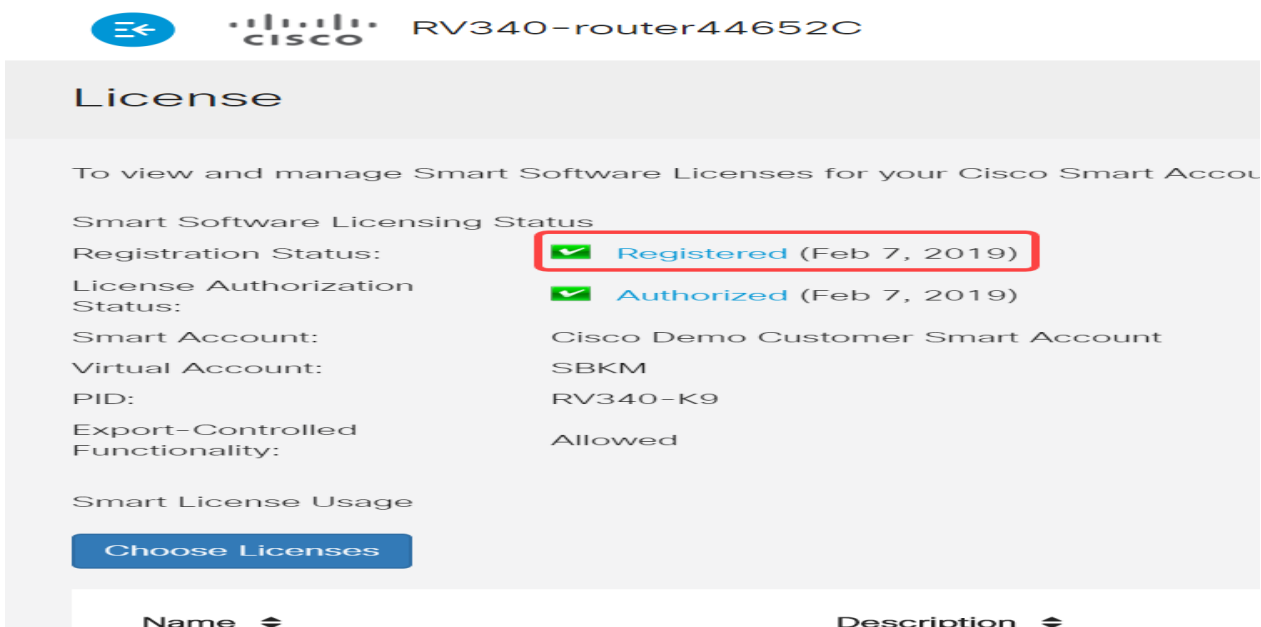 CISCO RV340-router44652C
License
To view and manage Smart Software Licenses for your Cisco Smart Accou
Smart Software Licensing Status
Registration Status: Registered (Feb 7, 2019)
License Authorization
Status: Authorized (Feb 7, 2019)
Smart Account: Cisco Demo Customer Smart Account
Virtual Account: SBKM
PID: RV340-K9
Export-Controlled
Functionality: Allowed
Smart License Usage
Choose Licenses
Name Description